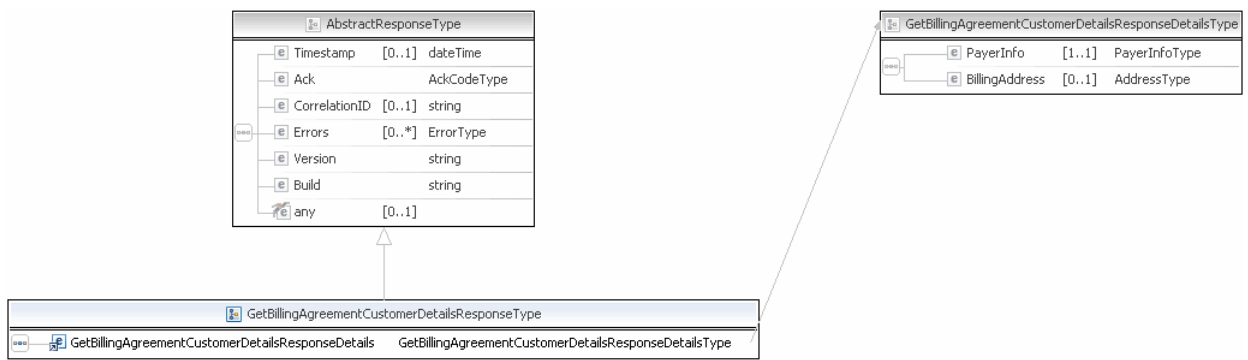 AbstractResponseType
e Timestamp [0..1] dateTime
e Ack AckCodeType
e CorrelationID [0..1] string
e Errors [0..*] ErrorType
e Version string
e Build string
e any [0..1]
GetBillingAgreementCustomerDetailsResponseDetailsType
e PayerInfo [1..1] PayerInfoType
e BillingAddress [0..1] AddressType
GetBillingAgreementCustomerDetailsResponseType
e GetBillingAgreementCustomerDetailsResponseDetails GetBillingAgreementCustomerDetailsResponseDetailsType